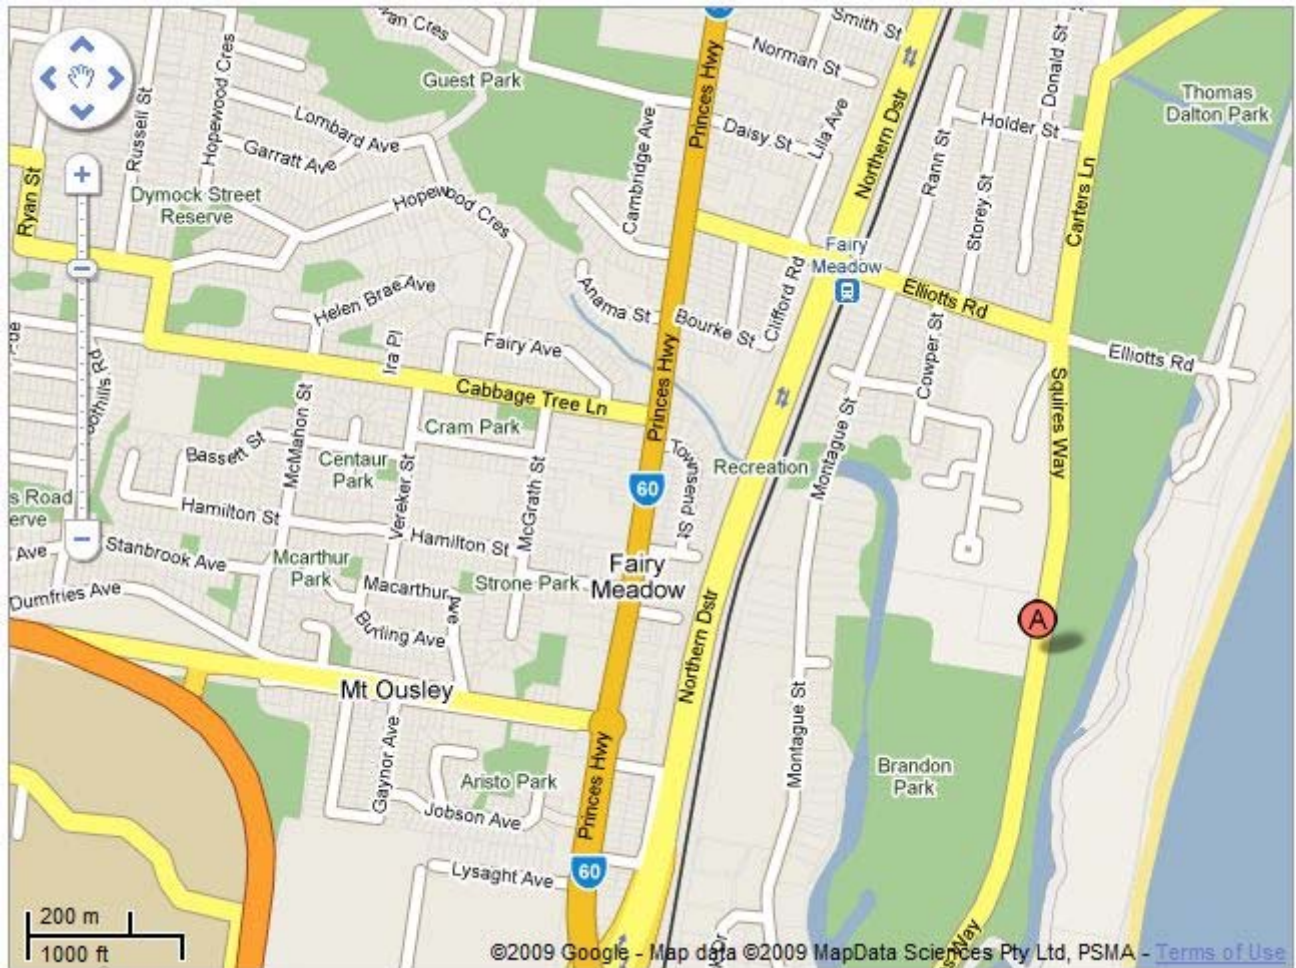 Smith St
Guest Park
Norman St
Princes Hwy
Northern Dstr
Donald St
Thomas
Dalton Park
Hopewood Cres
Russell St
Lombard Ave
Garratt Ave
Cambridge Ave
Daisy St
Lila Ave
Holder St
Rann St
Storey St
Carters Ln
Ryan St
Dymock Street
Reserve
Hopewood Cres
Fairy
Meadow
Elliotts Rd
Clifford Rd
Anama St
Bourke St
Helen Brae Ave
Ira Pl
Fairy Ave
Princes Hwy
Cowper St
Elliotts Rd
Squires Way
Cabbage Tree Ln
Cram Park
McMahon St
Bassett St
Centaur
Park
Vereker St
McGrath St
Townsend St
Recreation
Montague St
60
s Road
erve
Hamilton St
Hamilton St
Ave
Stanbrook Ave
Mcarthur
Park
Macarthur Ave
Strone Park
Fairy
Meadow
Dumfries Ave
Burling Ave
Northern Dstr
A
Mt Ousley
Montague St
Gaynor Ave
Princes Hwy
Aristo Park
Jobson Ave
Brandon
Park
Lysaght Ave
60
200 m
1000 ft
s Way
©2009 Google - Map data ©2009 MapData Sciences Pty Ltd, PSMA - Terms of Use